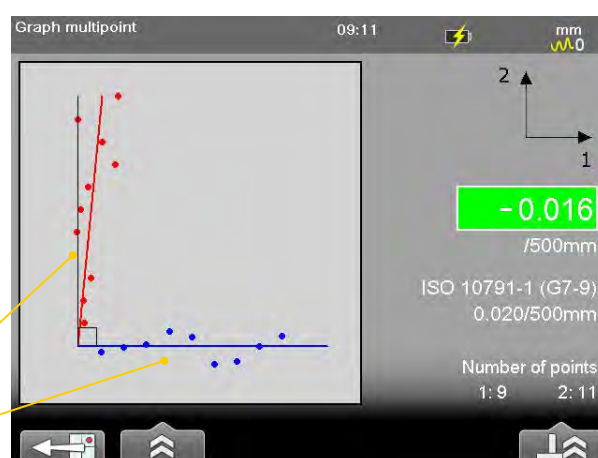 Graph multipoint 09:11 mm
0
2
1
-0.016
/500mm
ISO 10791-1 (G7-9)
0.020/500mm
Number of points
1: 9 2: 11